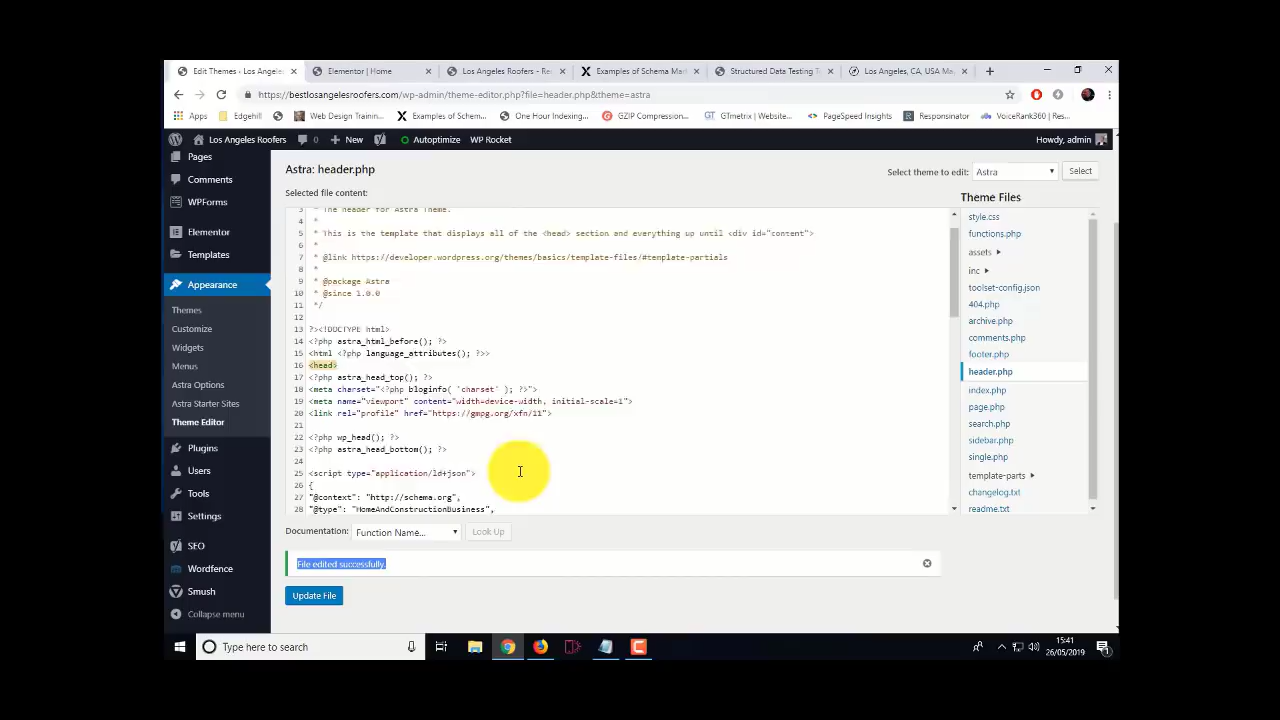 Edit Themes ‹ Los Angele
Elementor | Home
Los Angeles Roofers - Re
Examples of Schema Mar
Structured Data Testing T
Los Angeles, CA, USA Ma
https://bestlosangelesroofers.com/wp-admin/theme-editor.php?file=header.php&theme=astra
Apps
Edgehill
Web Design Trainin...
Examples of Schem...
One Hour Indexing...
GZIP Compression...
GTmetrix | Website...
PageSpeed Insights
Responsinator
VoiceRank360 | Res...
Los Angeles Roofers
0
New
Autoptimize
WP Rocket
Howdy, admin
Pages
Comments
WPForms
Elementor
Templates
Appearance
Themes
Customize
Widgets
Menus
Astra Options
Astra Starter Sites
Theme Editor
Plugins
Users
Tools
Settings
SEO
Wordfence
Smush
Collapse menu
Astra: header.php
Select theme to edit:
Astra
Select
Selected file content:
3 * The header for Astra Theme.
4 *
5 * This is the template that displays all of the <head> section and everything up until <div id="content">
6 *
7 * @link https://developer.wordpress.org/themes/basics/template-files/#template-partials
8 *
9 * @package Astra
10 * @since 1.0.0
11 */
12
13 ?><!DOCTYPE html>
14 <?php astra_html_before(); ?>
15 <html <?php language_attributes(); ?>>
16 <head>
17 <?php astra_head_top(); ?>
18 <meta charset="<?php bloginfo( 'charset' ); ?>">
19 <meta name="viewport" content="width=device-width, initial-scale=1">
20 <link rel="profile" href="https://gmpg.org/xfn/11">
21
22 <?php wp_head(); ?>
23 <?php astra_head_bottom(); ?>
24
25 <script type="application/ld+json">
26 {
27 "@context": "http://schema.org",
28 "@type": "HomeAndConstructionBusiness",
Theme Files
style.css
functions.php
assets
inc
toolset-config.json
404.php
archive.php
comments.php
footer.php
header.php
index.php
page.php
search.php
sidebar.php
single.php
template-parts
changelog.txt
readme.txt
Documentation:
Function Name...
Look Up
File edited successfully.
Update File
Type here to search
15:41
26/05/2019
1